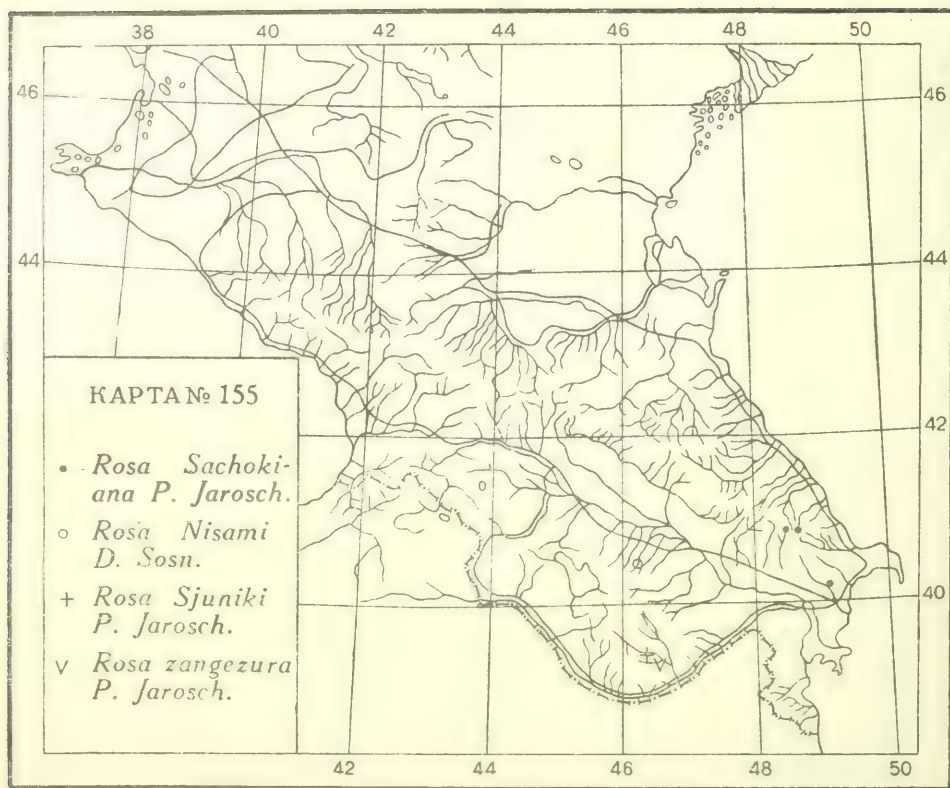 38 40 42 44 46 48 50
46 46
44 44
КАРТА № 155
Rosa Sachoki-
ana P. Jarosch.
Rosa Nisami
D. Sosn.
Rosa Sjuniki
P. Jarosch.
Rosa zangezura
P. Jarosch.
42
40
42 44 46 48 50